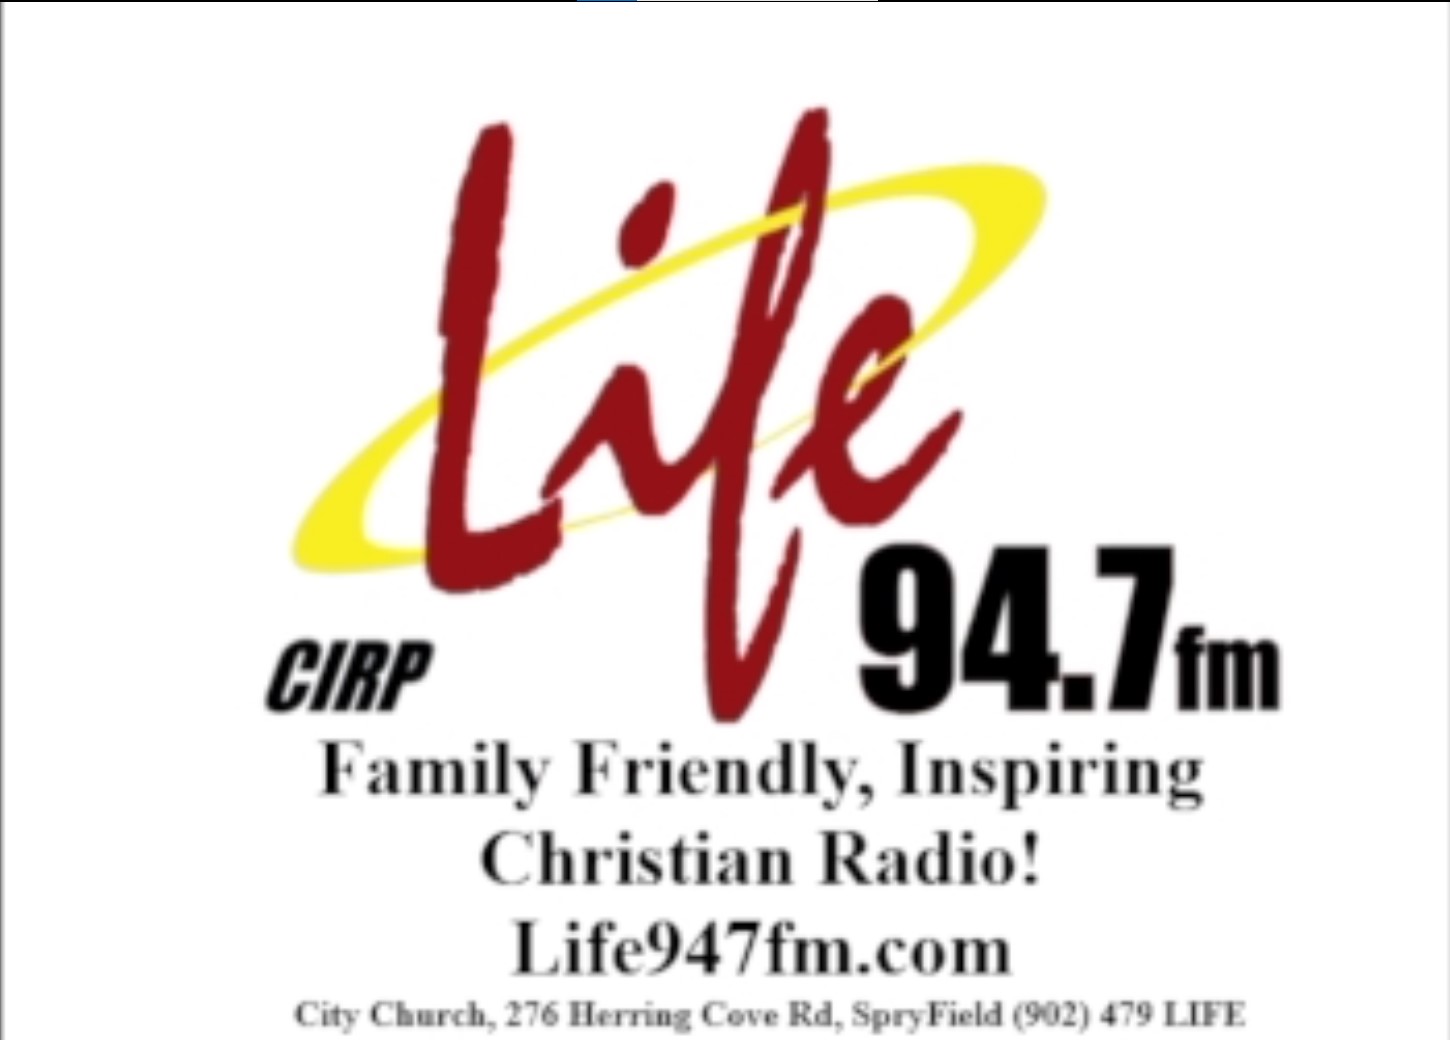 Life
94.7fm
CIRP
Family Friendly, Inspiring
Christian Radio!
Life947fm.com
City Church, 276 Herring Cove Rd, SpryField (902) 479 LIFE